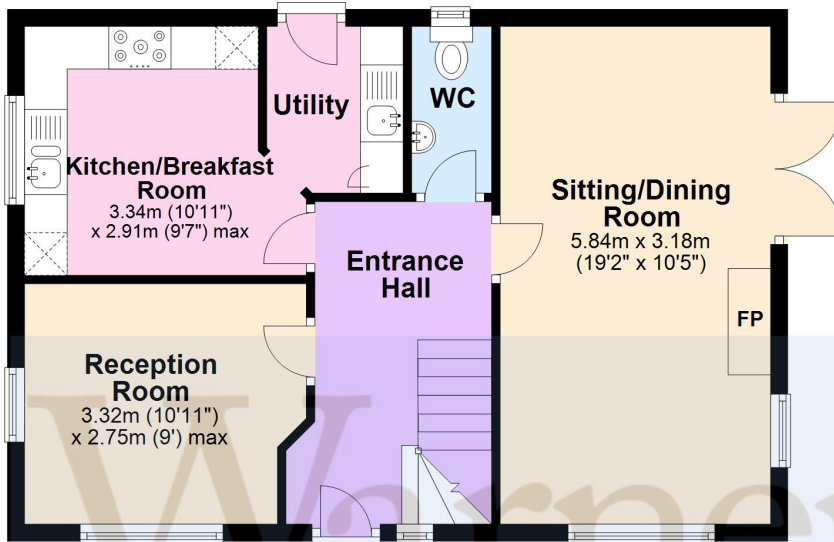 Utility
WC
Kitchen/Breakfast
Room
3.34m (10'11")
x 2.91m (9'7") max
Sitting/Dining
Room
5.84m x 3.18m
(19'2" x 10'5")
Entrance
Hall
FP
Reception
Room
3.32m (10'11")
x 2.75m (9') max
Warner